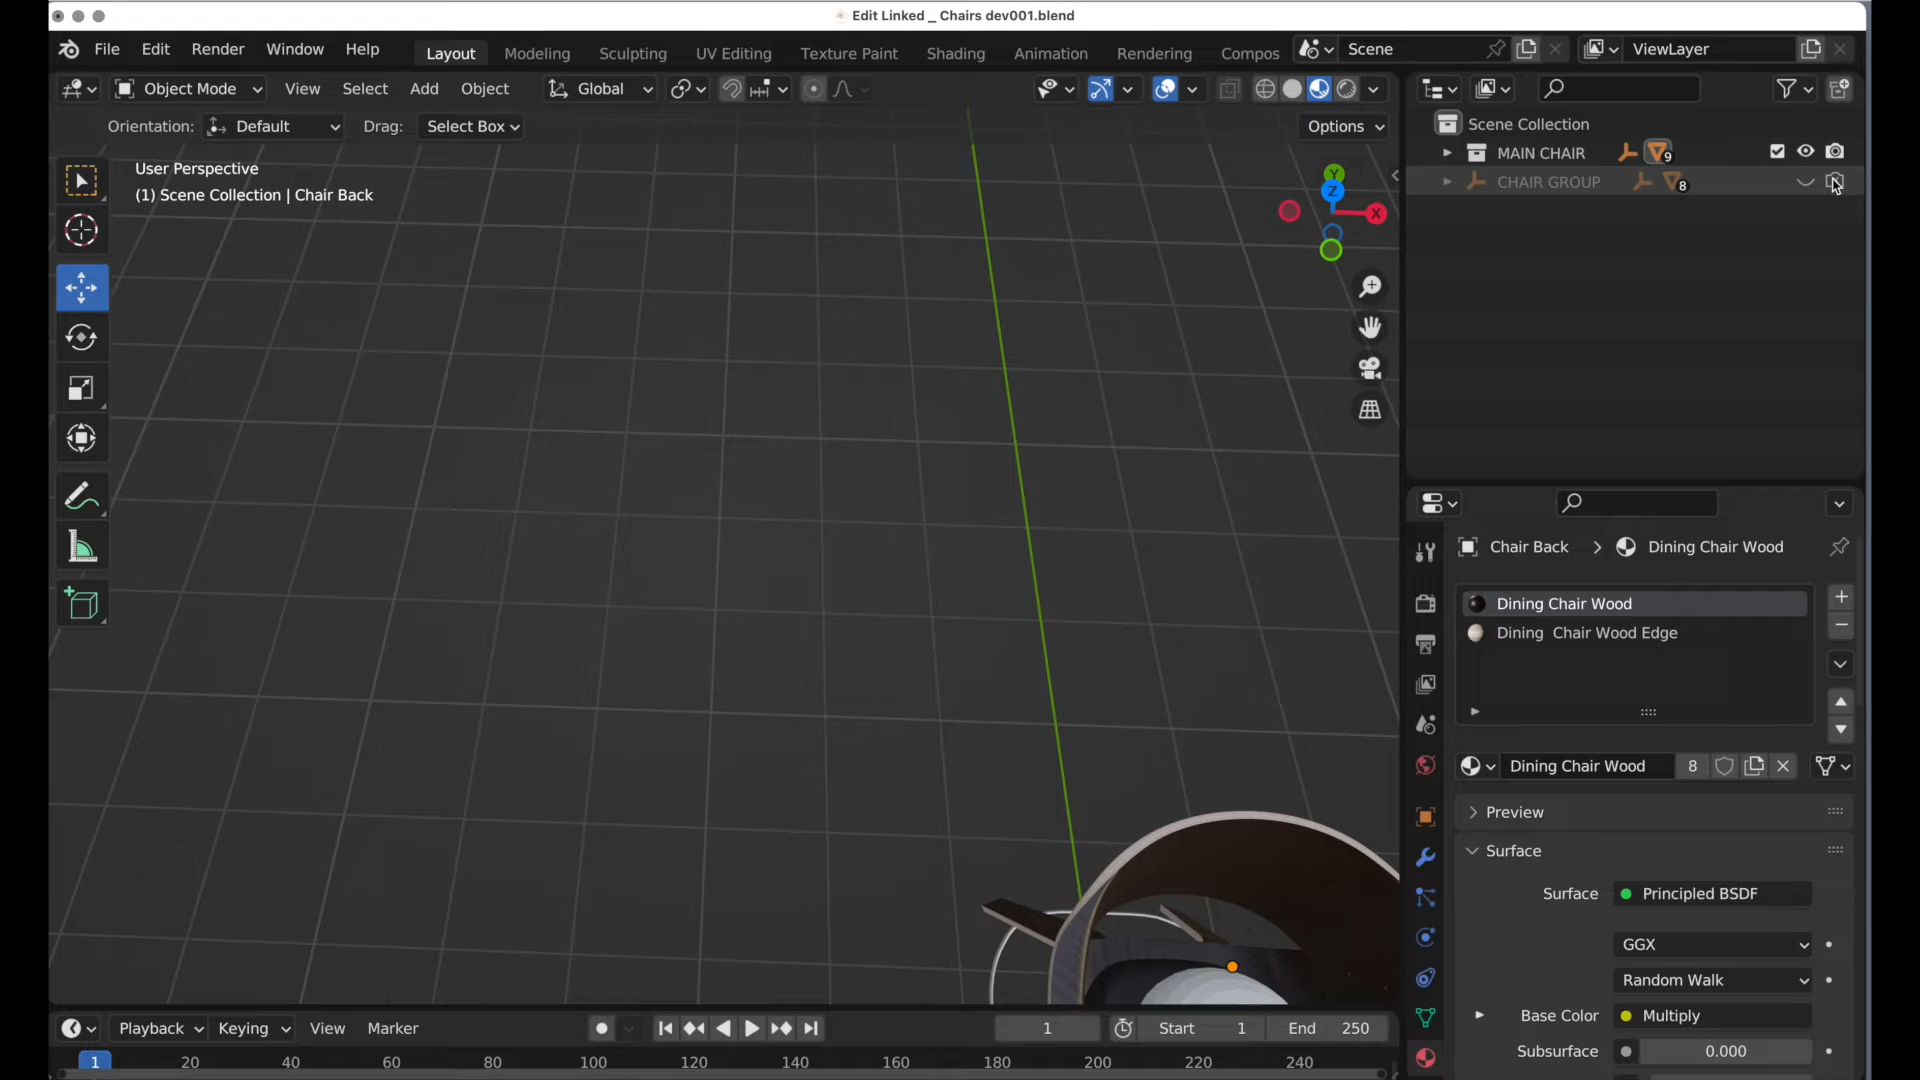 Edit Linked _ Chairs dev001.blend
File Edit Render Window Help Layout Modeling Sculpting UV Editing Texture Paint Shading Animation Rendering Compos Scene ViewLayer
Object Mode View Select Add Object Global
Orientation: Default Drag: Select Box Options
User Perspective
(1) Scene Collection | Chair Back
Y
Z
X
Scene Collection
MAIN CHAIR 9
CHAIR GROUP 8
Chair Back Dining Chair Wood
Dining Chair Wood
Dining Chair Wood Edge
Dining Chair Wood 8
Preview
Surface
Surface Principled BSDF
GGX
Random Walk
Base Color Multiply
Subsurface 0.000
Playback Keying View Marker 1 Start 1 End 250
1 20 40 60 80 100 120 140 160 180 200 220 240